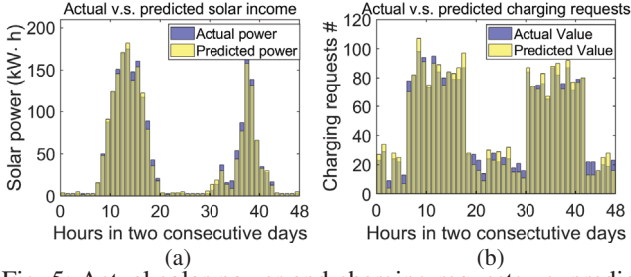 Actual v.s. predicted solar income
Solar power (kW· h)
200
150
100
50
0
Actual power
Predicted power
0 10 20 30 40 48
Hours in two consecutive days
(a)
Actual v.s. predicted charging requests
Charging requests #
120
100
80
60
40
20
0
Actual Value
Predicted Value
0 10 20 30 40 48
Hours in two consecutive days
(b)